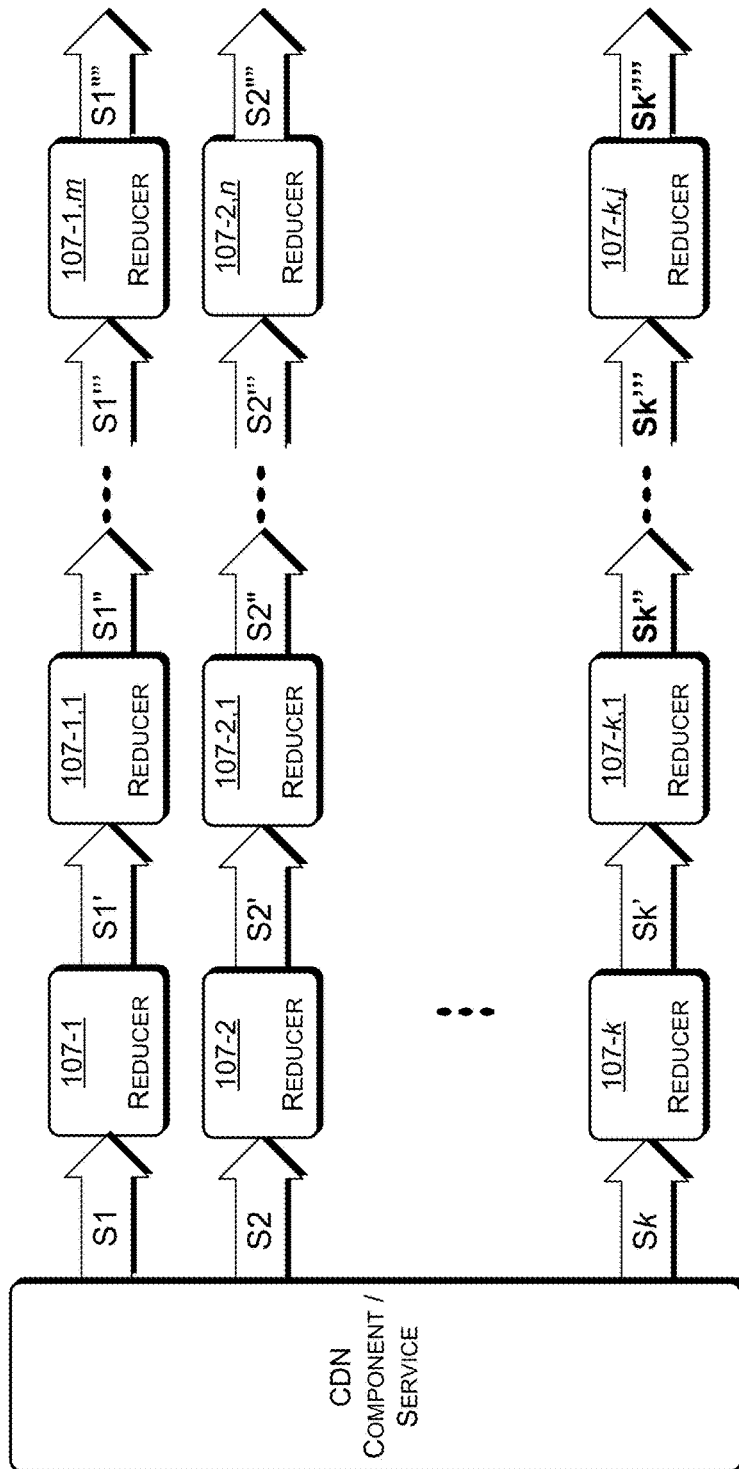 CDN
COMPONENT /
SERVICE
S1
107-1
REDUCER
S1'
107-1,1
REDUCER
S1''
S1'''
107-1,m
REDUCER
S1''''
S2
107-2
REDUCER
S2'
107-2,1
REDUCER
S2''
S2'''
107-2,n
REDUCER
S2''''
Sk
107-k
REDUCER
Sk'
107-k,1
REDUCER
Sk''
Sk'''
107-k,j
REDUCER
Sk''''